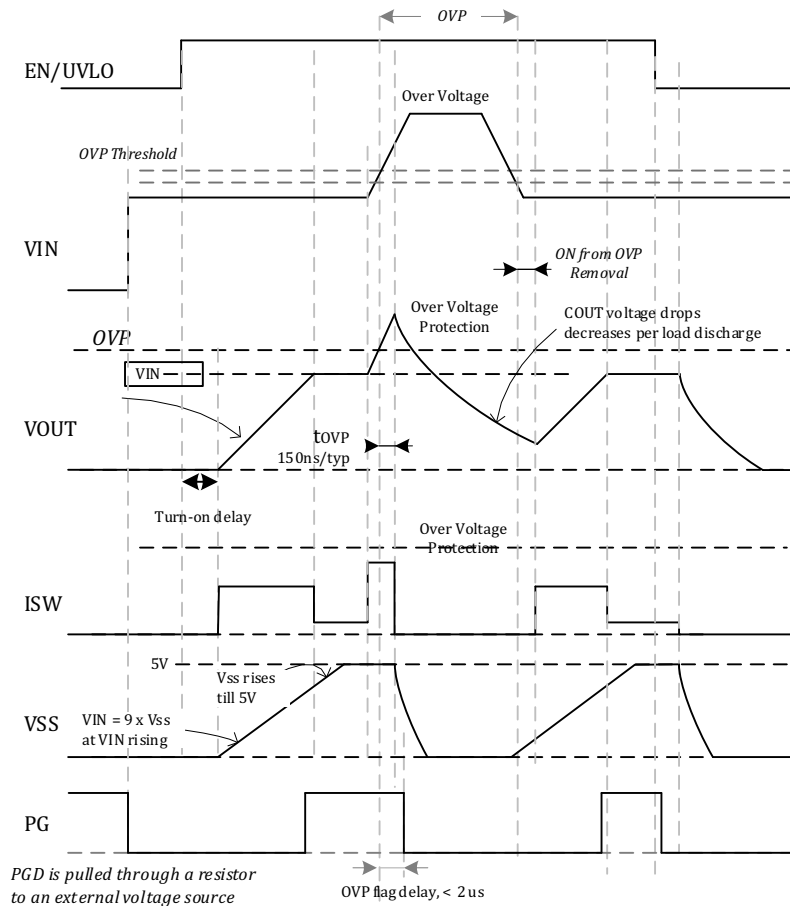 OVP
EN/UVLO
Over Voltage
OVP Threshold
VIN
ON from OVP
Removal
Over Voltage
Protection
COUT voltage drops
decreases per load discharge
OVP
VIN
VOUT
tOVP
150ns/typ
Turn-on delay
Over Voltage
Protection
ISW
5V
Vss rises
till 5V
VSS
VIN = 9 x Vss
at VIN rising
PG
PGD is pulled through a resistor
to an external voltage source
OVP flag delay, < 2 us